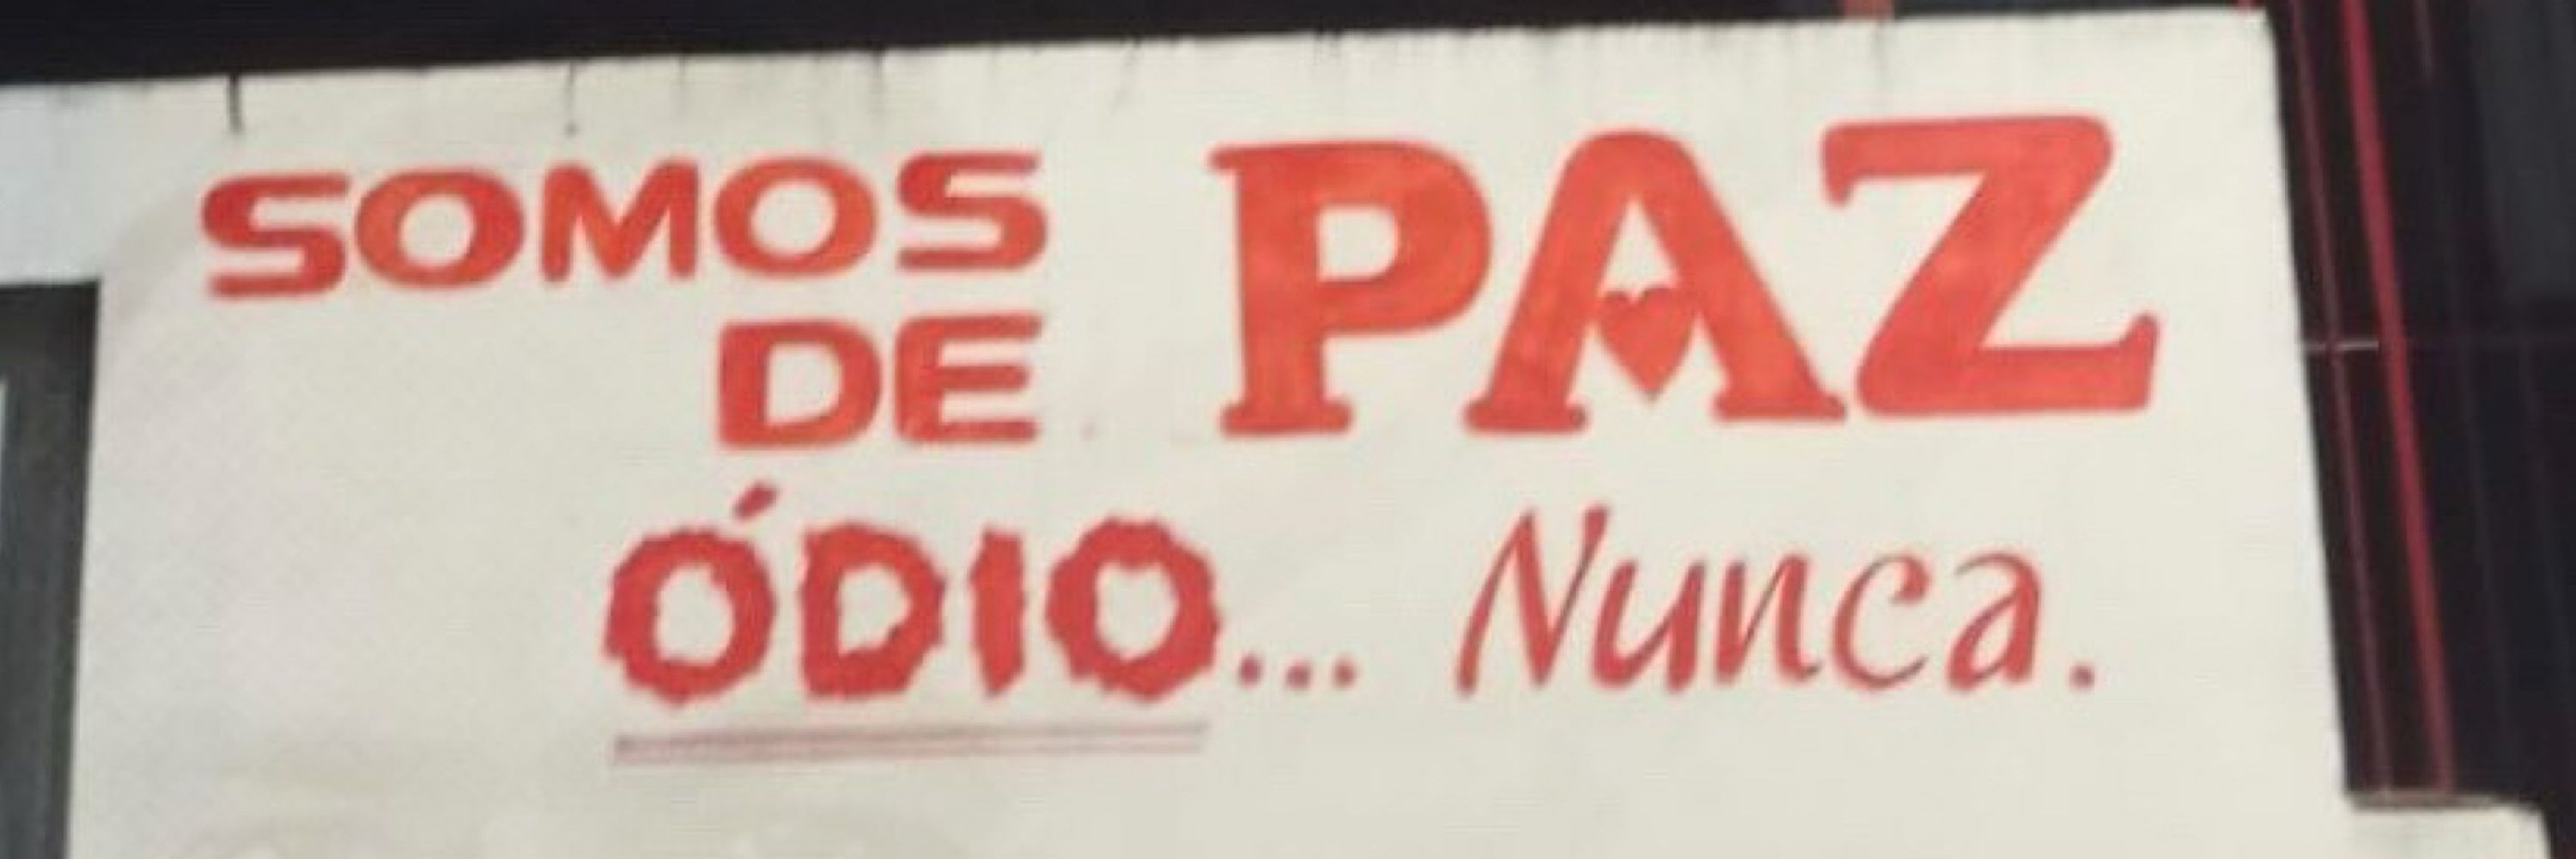 SOMOS
DE PAZ
ÓDIO... Nunca.